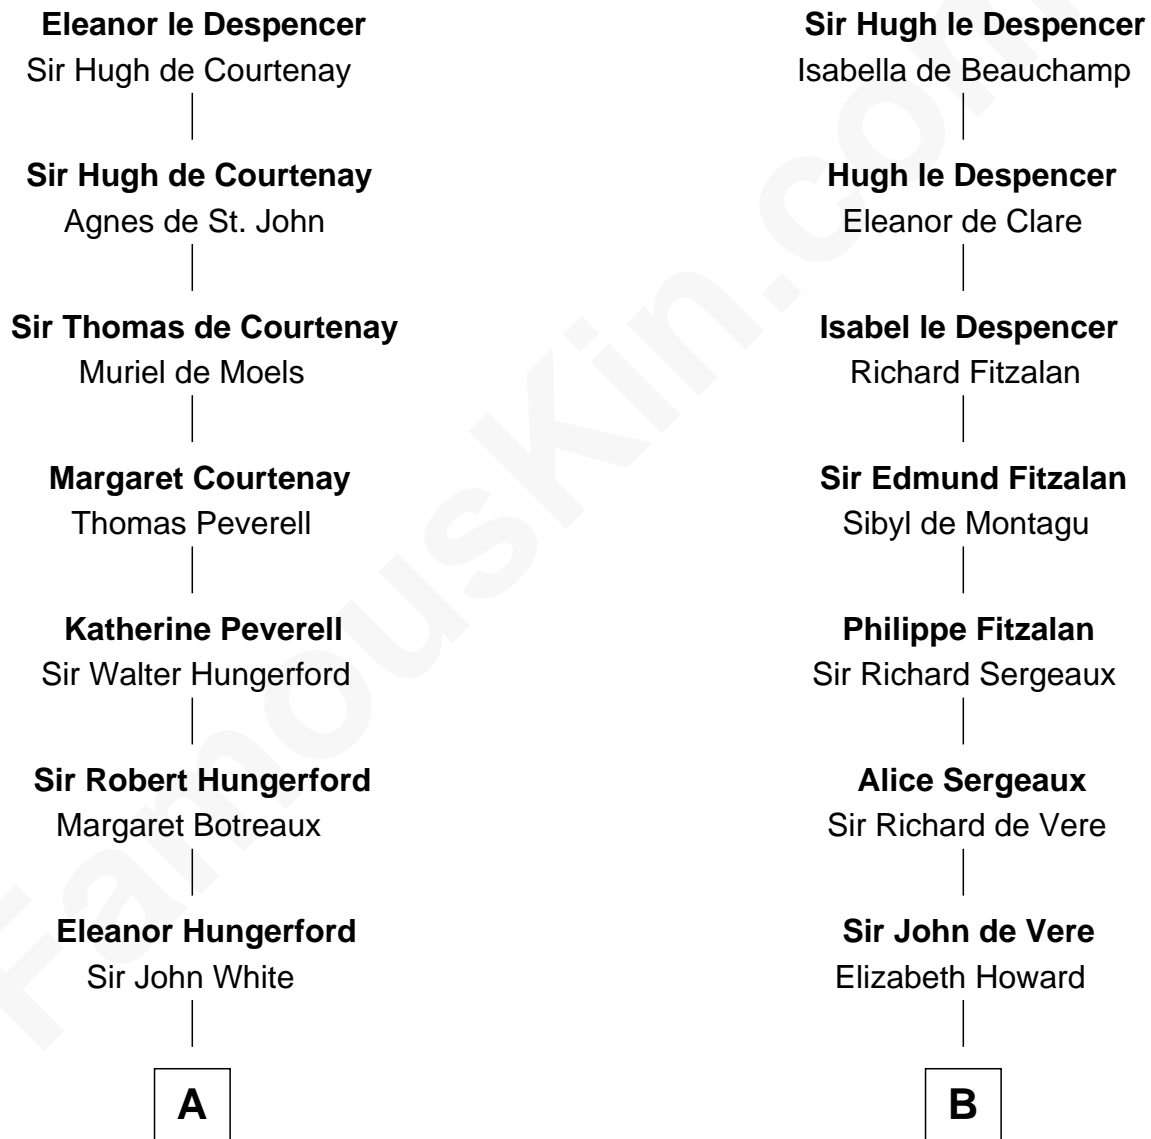 Eleanor le Despencer
Sir Hugh de Courtenay
Sir Hugh de Courtenay
Agnes de St. John
Sir Thomas de Courtenay
Muriel de Moels
Margaret Courtenay
Thomas Peverell
Katherine Peverell
Sir Walter Hungerford
Sir Robert Hungerford
Margaret Botreaux
Eleanor Hungerford
Sir John White
A
Sir Hugh le Despencer
Isabella de Beauchamp
Hugh le Despencer
Eleanor de Clare
Isabel le Despencer
Richard Fitzalan
Sir Edmund Fitzalan
Sibyl de Montagu
Philippe Fitzalan
Sir Richard Sergeaux
Alice Sergeaux
Sir Richard de Vere
Sir John de Vere
Elizabeth Howard
B
FamousKin.com